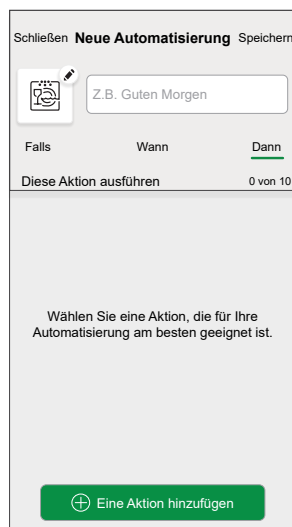 Schließen Neue Automatisierung Speichern
Z.B. Guten Morgen
Falls Wann Dann
Diese Aktion ausführen 0 von 10
Wählen Sie eine Aktion, die für Ihre
Automatisierung am besten geeignet ist.
Eine Aktion hinzufügen